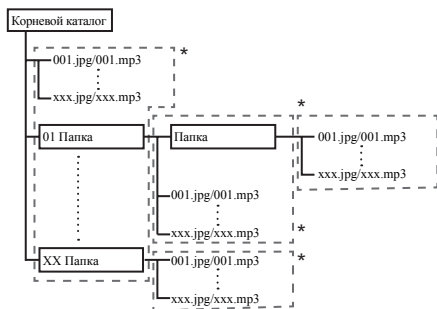 Корневой каталог
001.jpg/001.mp3
*
xxx.jpg/xxx.mp3
*
01 Папка
Папка
001.jpg/001.mp3
xxx.jpg/xxx.mp3
001.jpg/001.mp3
xxx.jpg/xxx.mp3
*
XX Папка
001.jpg/001.mp3
*
xxx.jpg/xxx.mp3